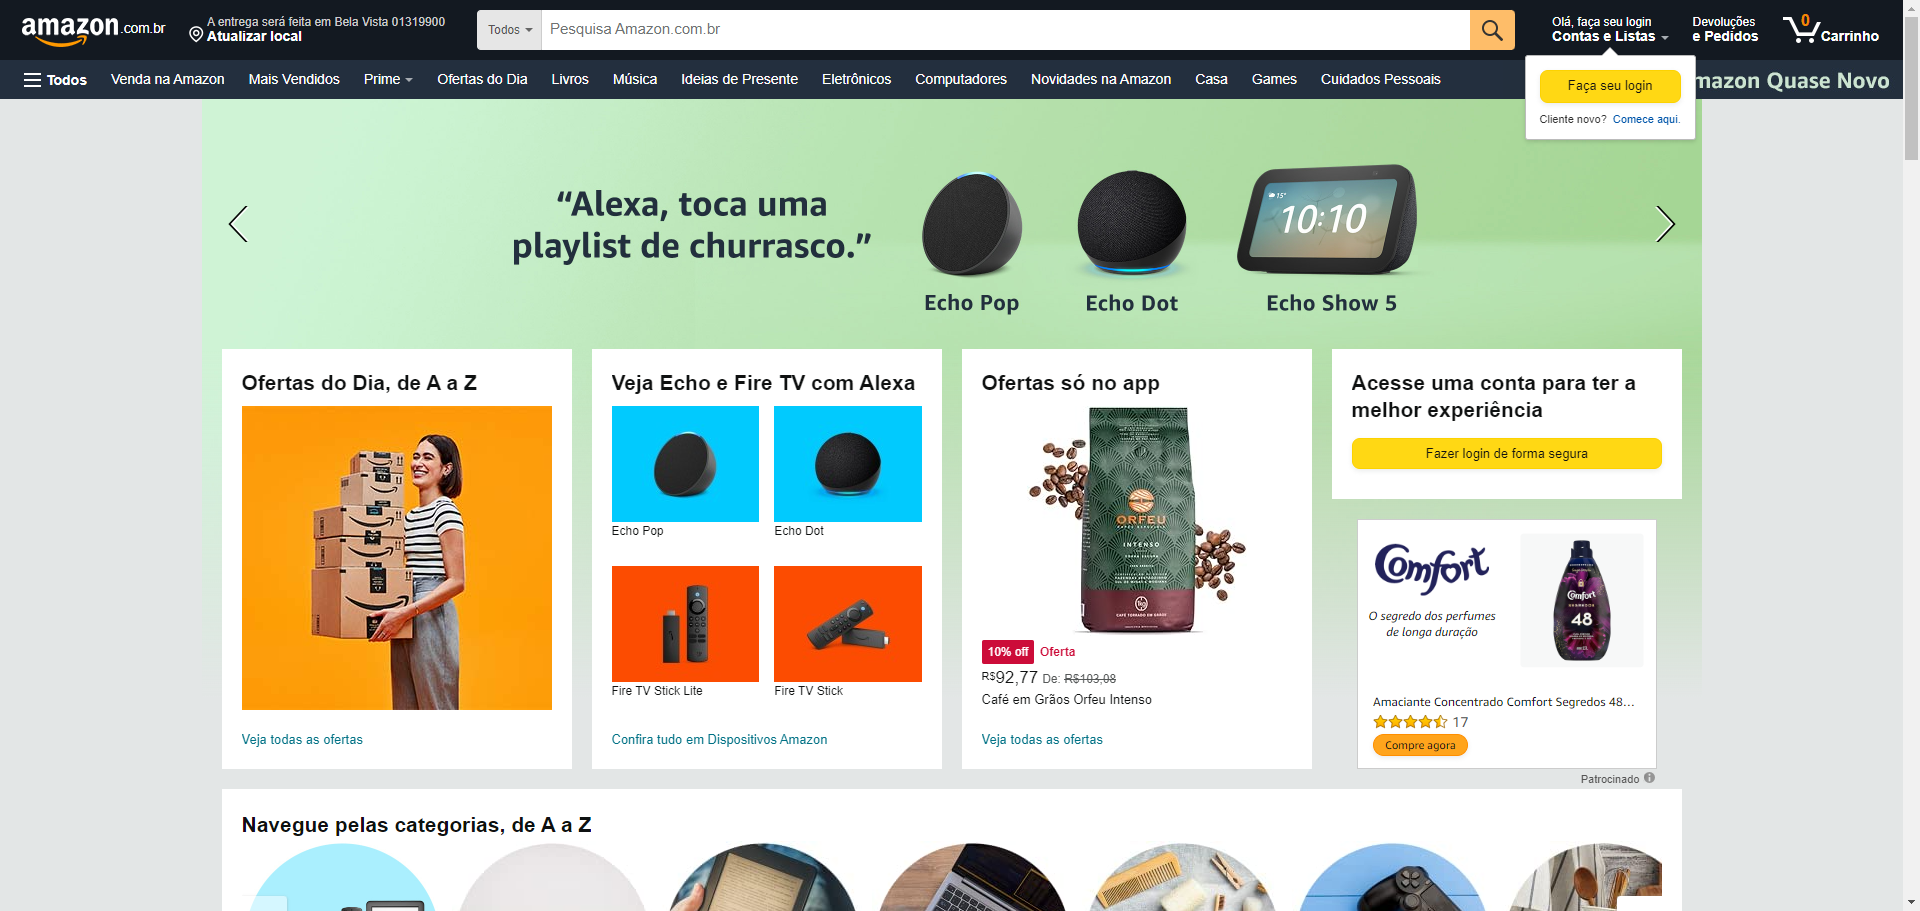 amazon.com.br
A entrega será feita em Bela Vista 01319900
Atualizar local
Todos
Pesquisa Amazon.com.br
Olá, faça seu login
Contas e Listas
Devoluções
e Pedidos
0
Carrinho
Todos
Venda na Amazon
Mais Vendidos
Prime
Ofertas do Dia
Livros
Música
Ideias de Presente
Eletrônicos
Computadores
Novidades na Amazon
Casa
Games
Cuidados Pessoais
mazon Quase Novo
Faça seu login
Cliente novo? Comece aqui.
“Alexa, toca uma
playlist de churrasco.”
15°
10:10
Echo Pop
Echo Dot
Echo Show 5
Ofertas do Dia, de A a Z
Veja todas as ofertas
Veja Echo e Fire TV com Alexa
Echo Pop
Echo Dot
Fire TV Stick Lite
Fire TV Stick
Confira tudo em Dispositivos Amazon
Ofertas só no app
ORFEU
INTENSO
1kg
CAFÉ TORRADO EM GRÃOS
10% off Oferta
R$92,77 De: R$103,08
Café em Grãos Orfeu Intenso
Veja todas as ofertas
Acesse uma conta para ter a
melhor experiência
Fazer login de forma segura
Comfort
O segredo dos perfumes
de longa duração
Comfort
SEGREDOS
48
Amaciante Concentrado Comfort Segredos 48...
17
Compre agora
Patrocinado
Navegue pelas categorias, de A a Z